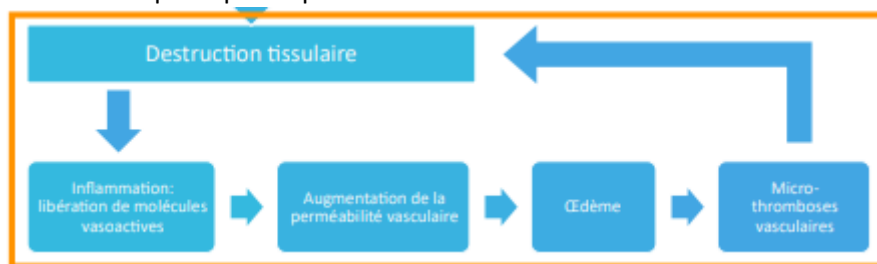 Destruction tissulaire
Inflammation:
libération de molécules
vasoactives
Augmentation de la
perméabilité vasculaire
Œdème
Micro-
thromboses
vasculaires